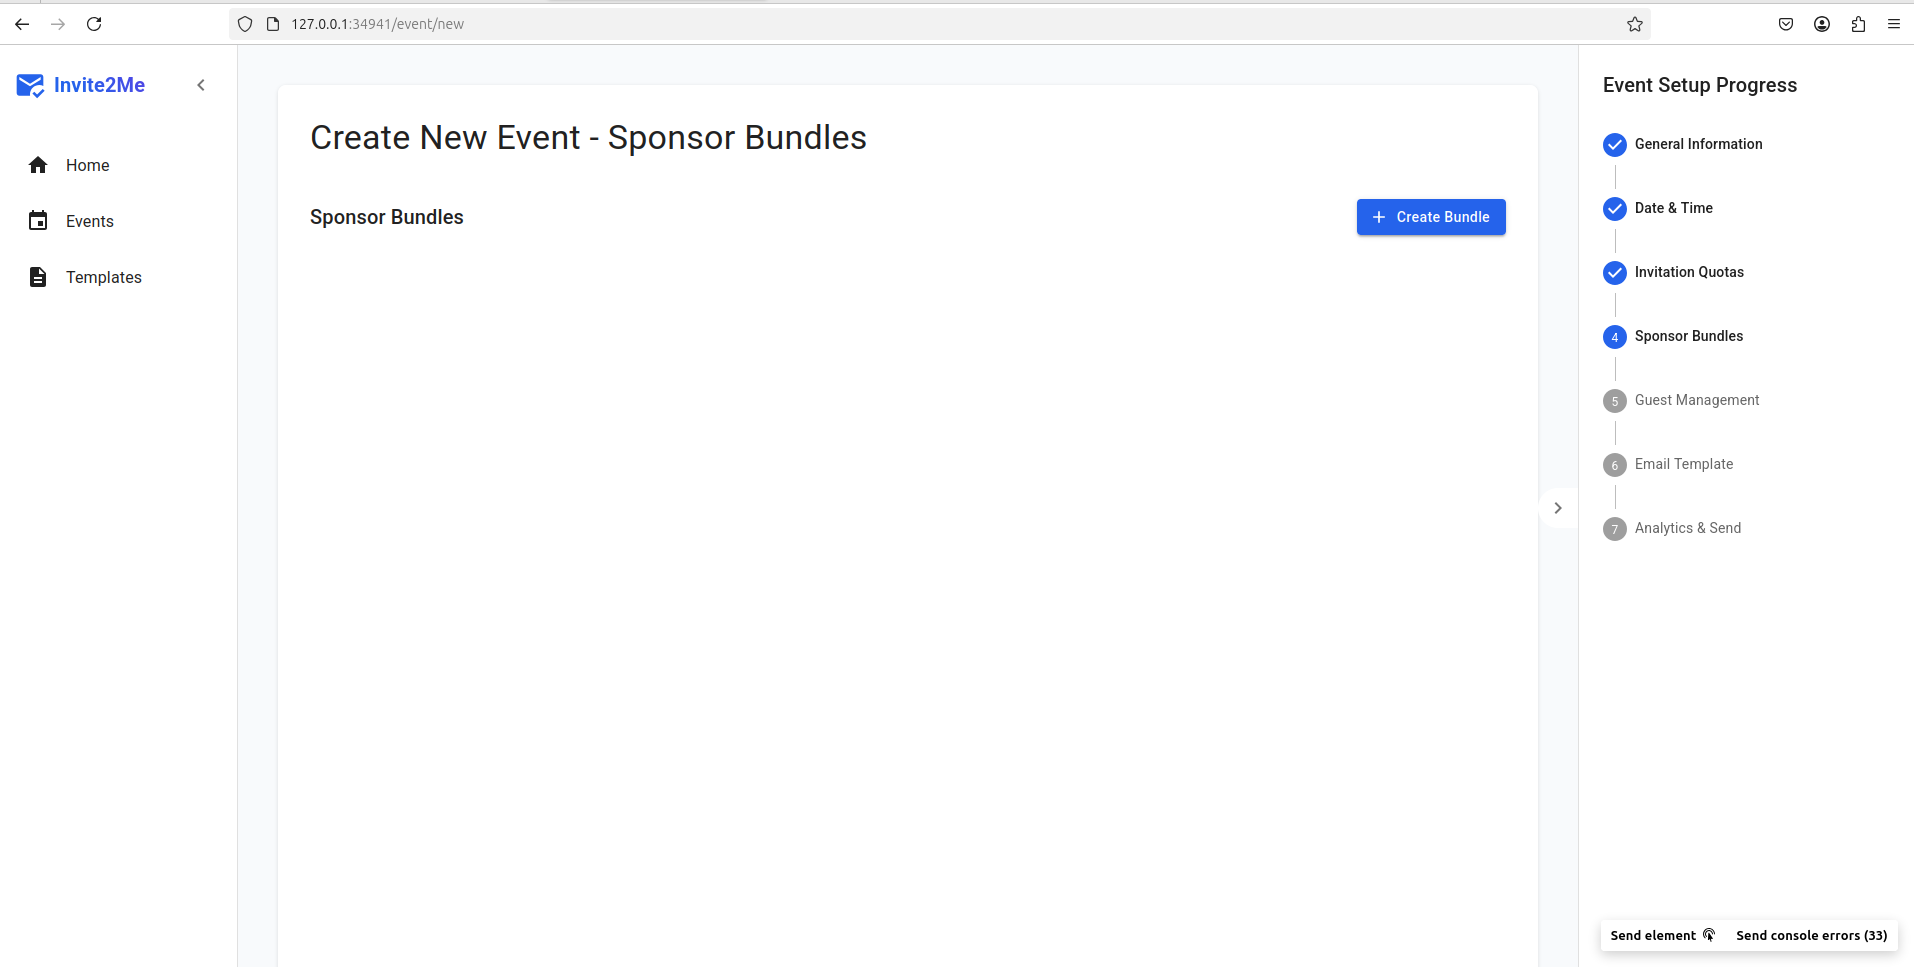 127.0.0.1:34941/event/new
Invite2Me
Home
Events
Templates
Create New Event - Sponsor Bundles
Sponsor Bundles
Create Bundle
Event Setup Progress
General Information
Date & Time
Invitation Quotas
4 Sponsor Bundles
5 Guest Management
6 Email Template
7 Analytics & Send
Send element Send console errors (33)